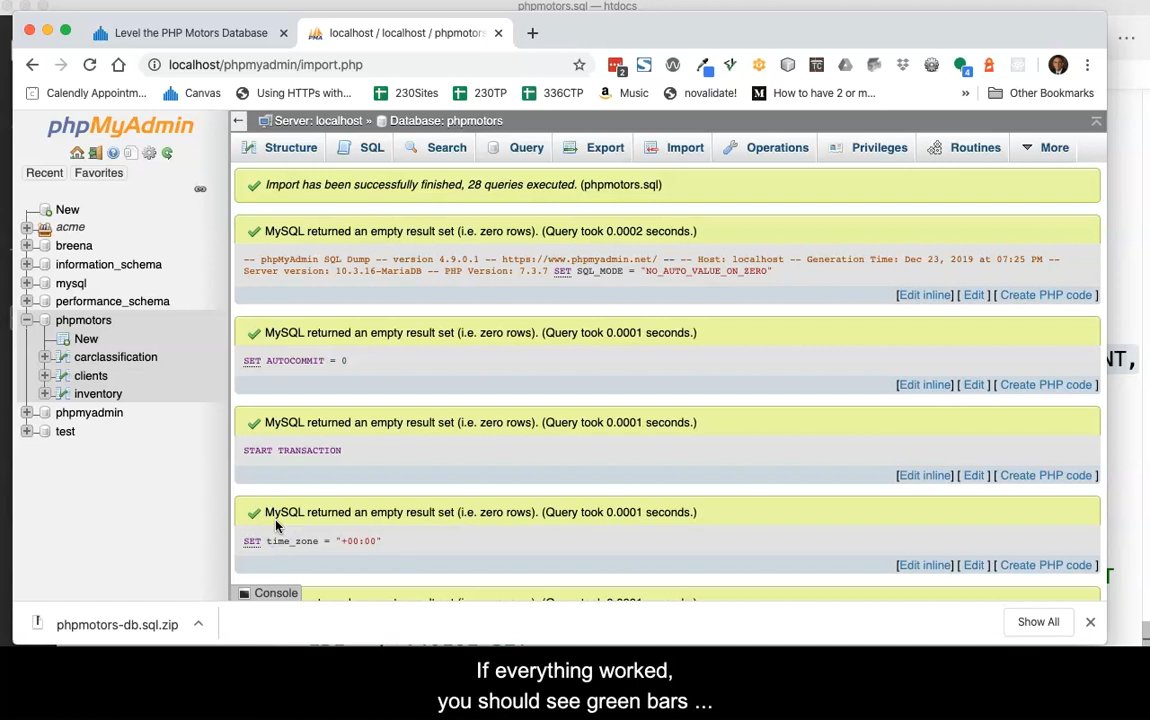 phpmotors.sql — htdocs
Level the PHP Motors Database
localhost / localhost / phpmotors
localhost/phpmyadmin/import.php
2
TC
4
Calendly Appointm...
Canvas
Using HTTPs with...
230Sites
230TP
336CTP
Music
novalidate!
How to have 2 or m...
»
Other Bookmarks
phpMyAdmin
Recent
Favorites
New
acme
breena
information_schema
mysql
performance_schema
phpmotors
New
carclassification
clients
inventory
phpmyadmin
test
Server: localhost » Database: phpmotors
Structure
SQL
Search
Query
Export
Import
Operations
Privileges
Routines
More
Import has been successfully finished, 28 queries executed. (phpmotors.sql)
MySQL returned an empty result set (i.e. zero rows). (Query took 0.0002 seconds.)
-- phpMyAdmin SQL Dump -- version 4.9.0.1 -- https://www.phpmyadmin.net/ -- -- Host: localhost -- Generation Time: Dec 23, 2019 at 07:25 PM --
Server version: 10.3.16-MariaDB -- PHP Version: 7.3.7 SET SQL_MODE = "NO_AUTO_VALUE_ON_ZERO"
[Edit inline] [ Edit ] [ Create PHP code ]
MySQL returned an empty result set (i.e. zero rows). (Query took 0.0001 seconds.)
SET AUTOCOMMIT = 0
[Edit inline] [ Edit ] [ Create PHP code ]
MySQL returned an empty result set (i.e. zero rows). (Query took 0.0001 seconds.)
START TRANSACTION
[Edit inline] [ Edit ] [ Create PHP code ]
MySQL returned an empty result set (i.e. zero rows). (Query took 0.0001 seconds.)
SET time_zone = "+00:00"
[Edit inline] [ Edit ] [ Create PHP code ]
Console
NT,
phpmotors-db.sql.zip
Show All
If everything worked,
you should see green bars ...